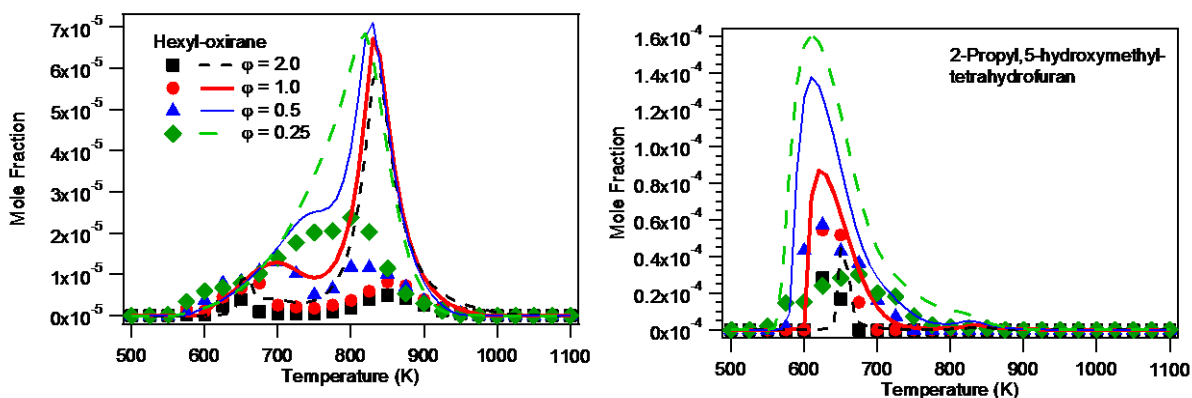 Mole Fraction
7x10-5
6x10-5
5x10-5
4x10-5
3x10-5
2x10-5
1x10-5
0x10-5
Hexyl-oxirane
φ = 2.0
φ = 1.0
φ = 0.5
φ = 0.25
500 600 700 800 900 1000 1100
Temperature (K)
Mole Fraction
1.6x10-4
1.4x10-4
1.2x10-4
1.0x10-4
0.8x10-4
0.6x10-4
0.4x10-4
0.2x10-4
0.0x10-4
2-Propyl,5-hydroxymethyl-
tetrahydrofuran
500 600 700 800 900 1000 1100
Temperature (K)